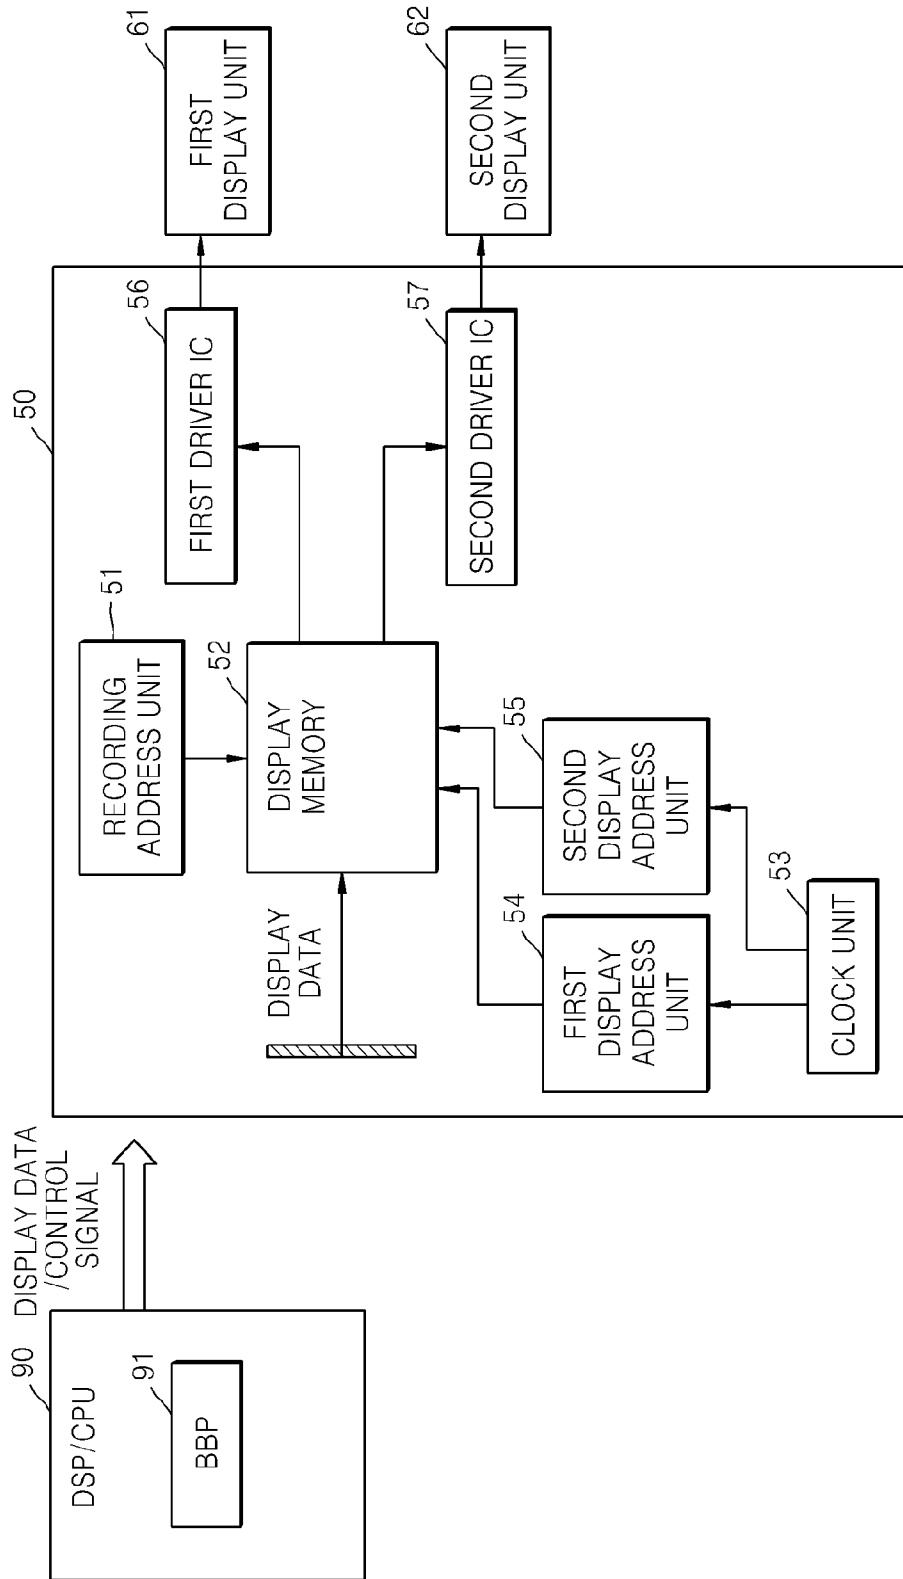 90
DSP/CPU
91
BBP
DISPLAY DATA
/CONTROL
SIGNAL
50
RECORDING
ADDRESS UNIT
51
DISPLAY
DATA
DISPLAY
MEMORY
52
FIRST
DISPLAY
ADDRESS
UNIT
54
SECOND
DISPLAY
ADDRESS
UNIT
55
CLOCK UNIT
53
FIRST DRIVER IC
56
SECOND DRIVER IC
57
FIRST
DISPLAY UNIT
61
SECOND
DISPLAY UNIT
62